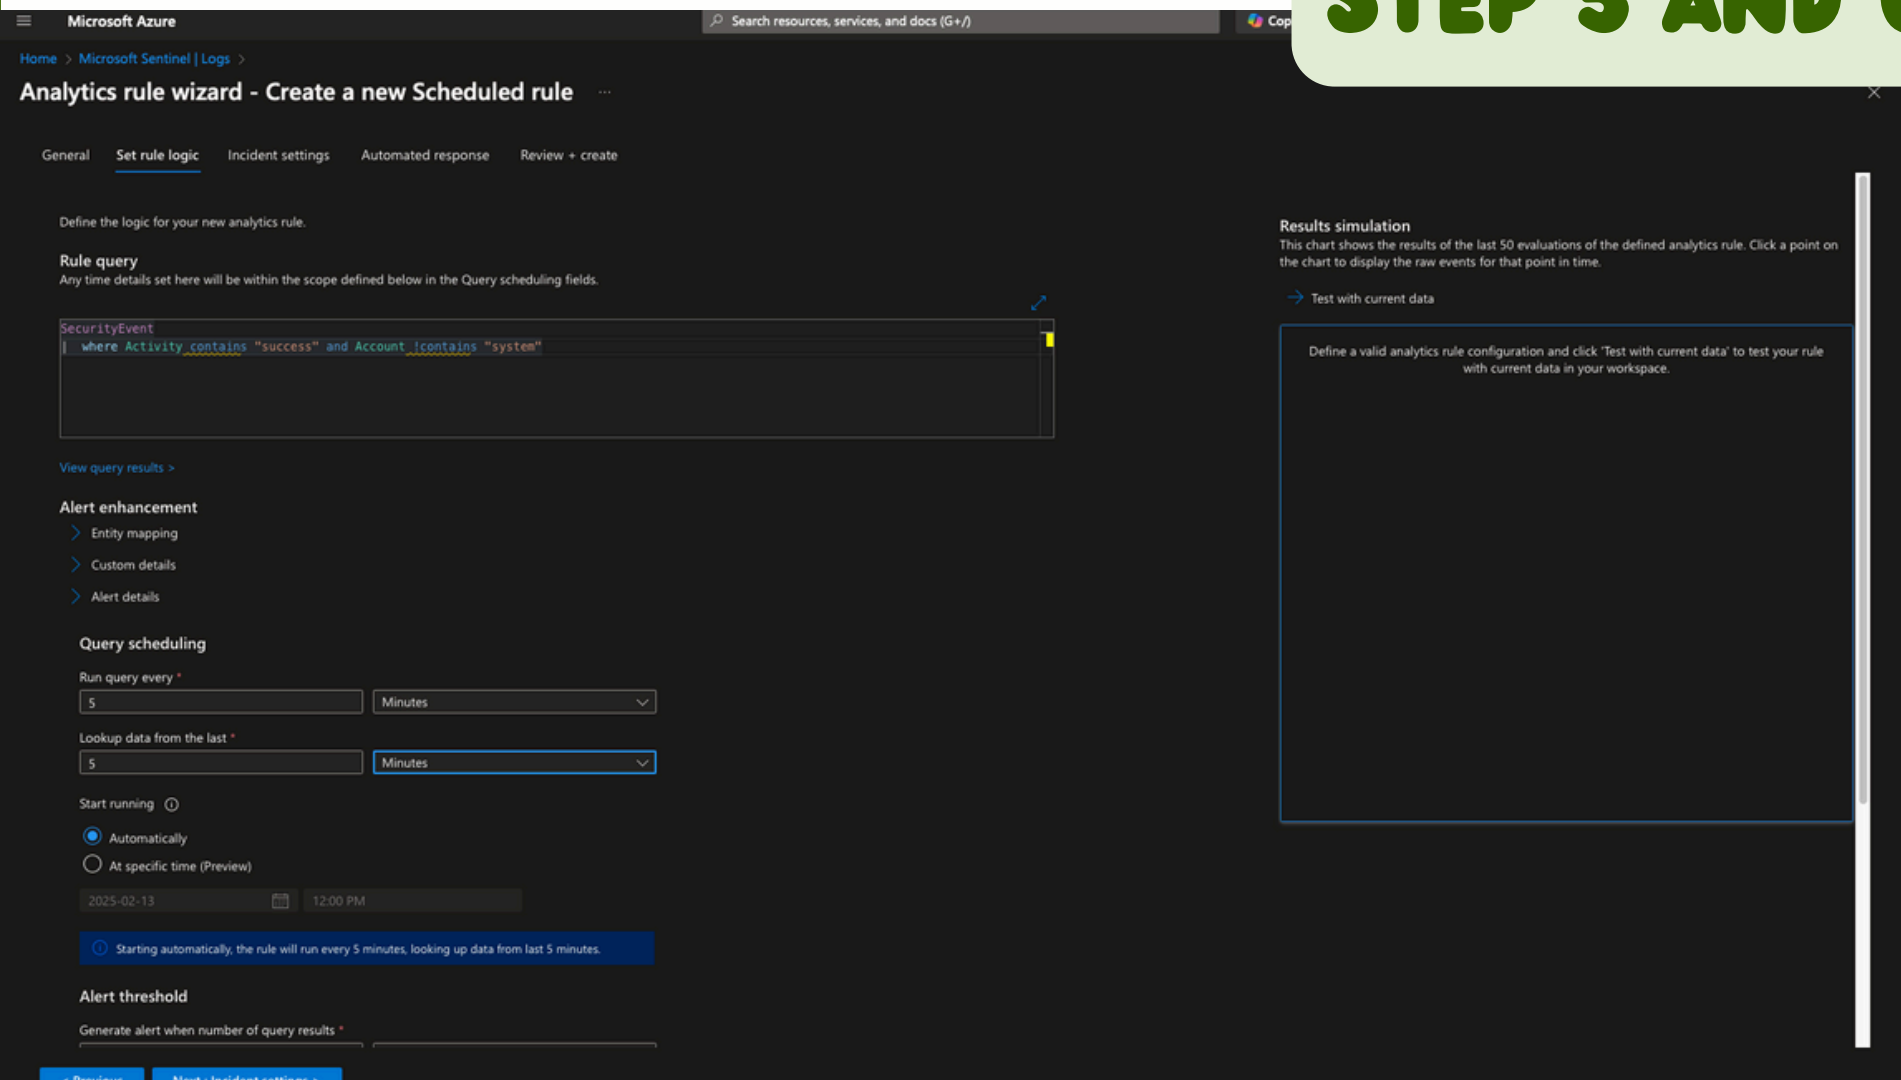 STEP 5 AND
Microsoft Azure
Search resources, services, and docs (G+/)
Cop
Home > Microsoft Sentinel | Logs >
Analytics rule wizard - Create a new Scheduled rule ...
General Set rule logic Incident settings Automated response Review + create
Define the logic for your new analytics rule.
Rule query
Any time details set here will be within the scope defined below in the Query scheduling fields.
SecurityEvent
| where Activity contains "success" and Account !contains "system"
View query results >
Alert enhancement
Entity mapping
Custom details
Alert details
Query scheduling
Run query every *
5 Minutes
Lookup data from the last *
5 Minutes
Start running
Automatically
At specific time (Preview)
2025-02-13 12:00 PM
Starting automatically, the rule will run every 5 minutes, looking up data from last 5 minutes.
Alert threshold
Generate alert when number of query results *
< Previous Next : Incident settings >
Results simulation
This chart shows the results of the last 50 evaluations of the defined analytics rule. Click a point on
the chart to display the raw events for that point in time.
Test with current data
Define a valid analytics rule configuration and click 'Test with current data' to test your rule
with current data in your workspace.